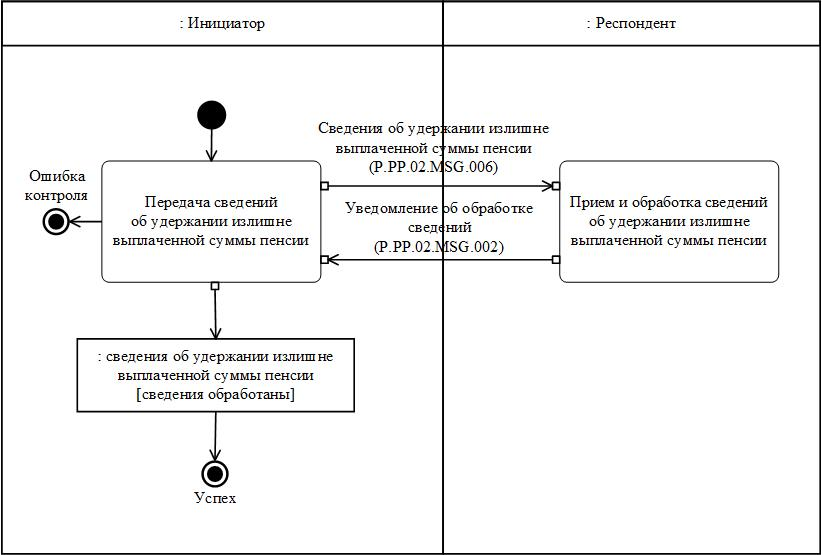 : Инициатор
: Респондент
Сведения об удержании излишне
выплаченной суммы пенсии
(P.PP.02.MSG.006)
Ошибка
контроля
Передача сведений
об удержании излишне
выплаченной суммы пенсии
Уведомление об обработке
сведений
(P.PP.02.MSG.002)
Прием и обработка сведений
об удержании излишне
выплаченной суммы пенсии
: сведения об удержании излишне
выплаченной суммы пенсии
[сведения обработаны]
Успех